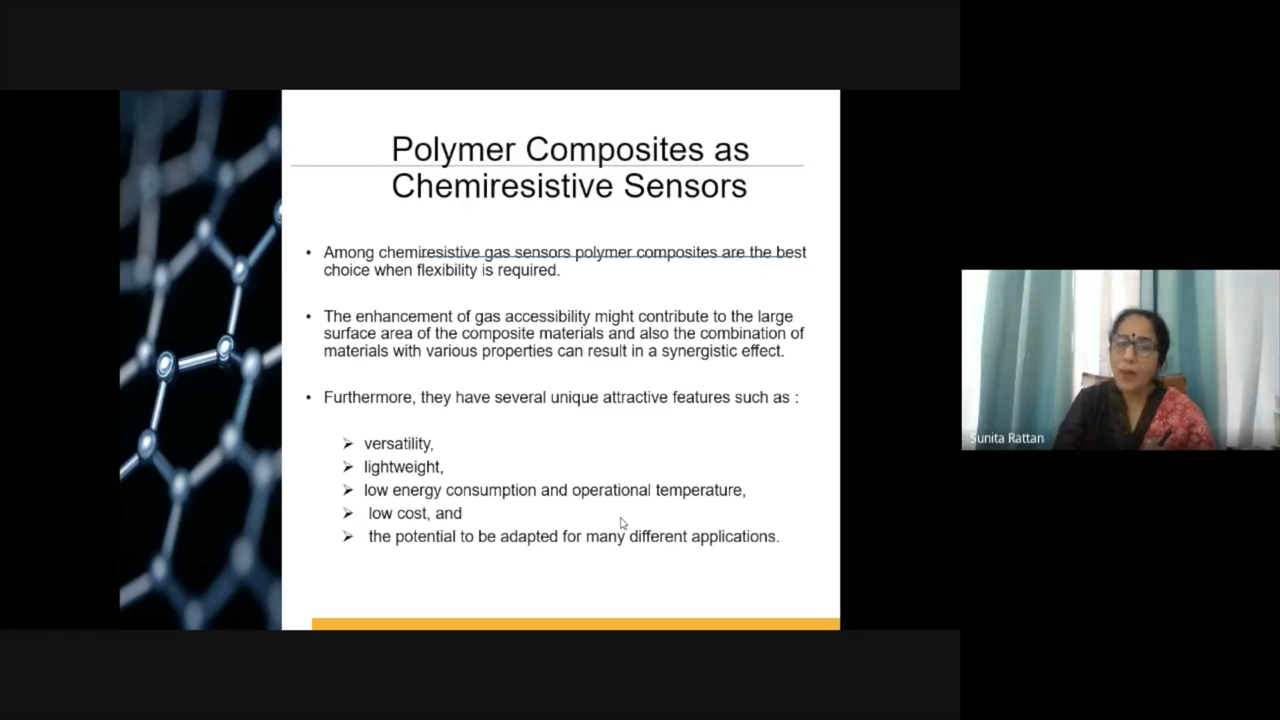 Polymer Composites as
Chemiresistive Sensors
• Among chemiresistive gas sensors polymer composites are the best
choice when flexibility is required.
• The enhancement of gas accessibility might contribute to the large
surface area of the composite materials and also the combination of
materials with various properties can result in a synergistic effect.
• Furthermore, they have several unique attractive features such as :
➢ versatility,
➢ lightweight,
➢ low energy consumption and operational temperature,
➢ low cost, and
➢ the potential to be adapted for many different applications.
Sunita Rattan